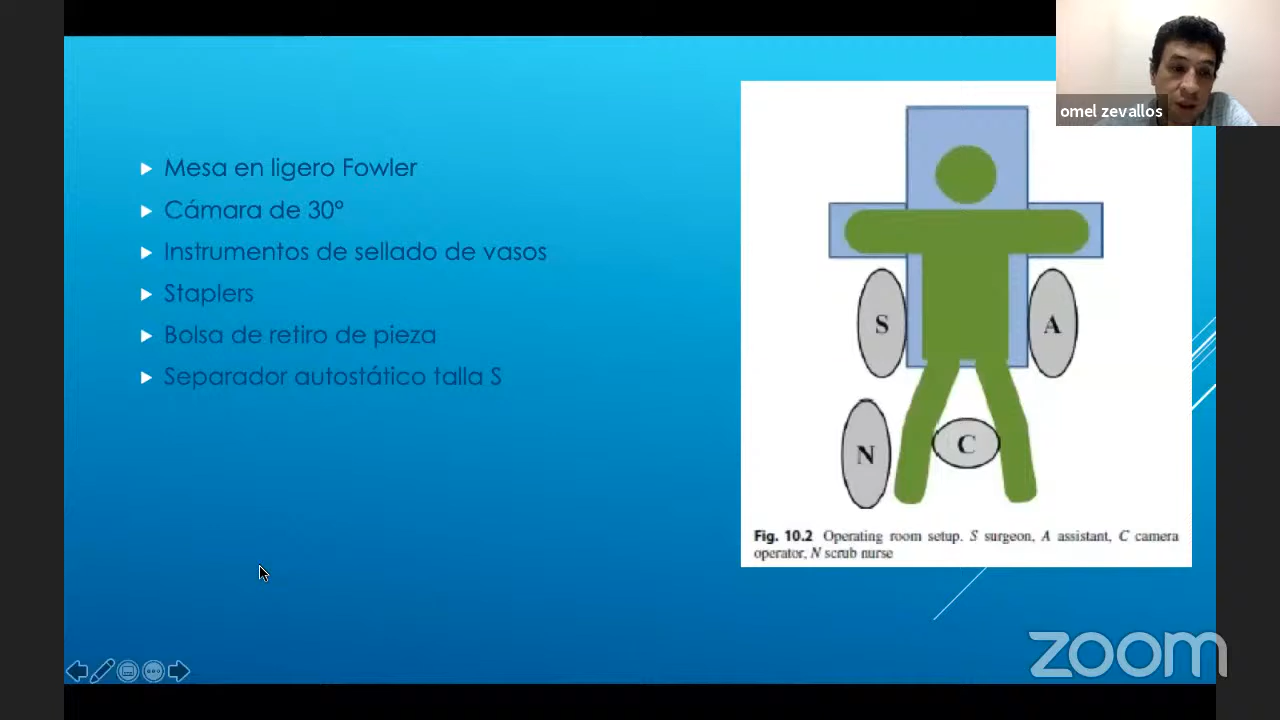 omel zevallos
Mesa en ligero Fowler
Cámara de 30°
Instrumentos de sellado de vasos
Staplers
Bolsa de retiro de pieza
Separador autostático talla S
S
A
N
C
Fig. 10.2 Operating room setup. S surgeon, A assistant, C camera
operator, N scrub nurse
zoom